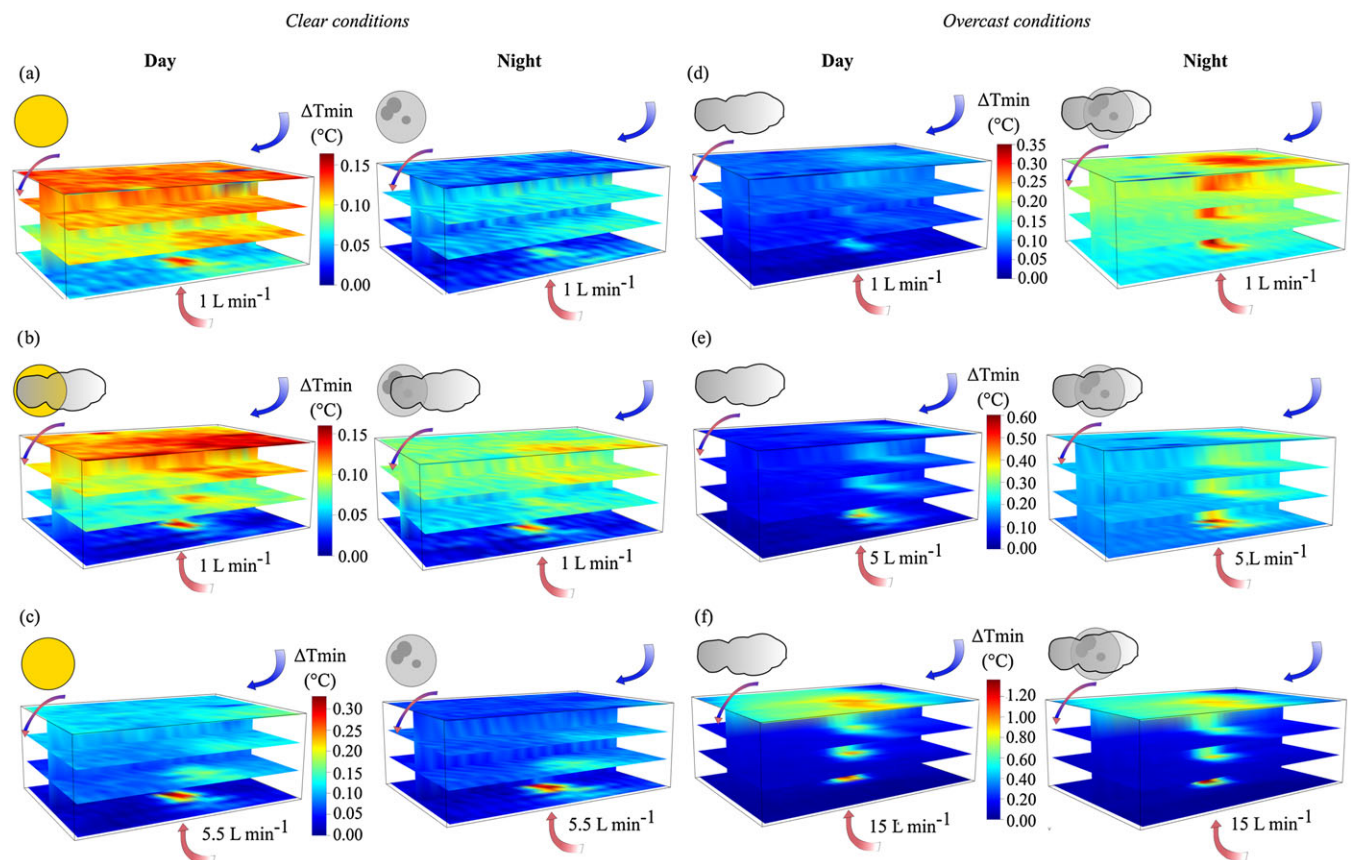 Clear conditions
Overcast conditions
Day
Night
Day
Night
(a)
ΔTmin
(°C)
0.15
0.10
0.05
0.00
1 L min⁻¹
1 L min⁻¹
(d)
ΔTmin
(°C)
0.35
0.30
0.25
0.20
0.15
0.10
0.05
0.00
1 L min⁻¹
1 L min⁻¹
(b)
ΔTmin
(°C)
0.15
0.10
0.05
0.00
1 L min⁻¹
1 L min⁻¹
(e)
ΔTmin
(°C)
0.60
0.50
0.40
0.30
0.20
0.10
0.00
5 L min⁻¹
5 L min⁻¹
(c)
ΔTmin
(°C)
0.30
0.25
0.20
0.15
0.10
0.05
0.00
5.5 L min⁻¹
5.5 L min⁻¹
(f)
ΔTmin
(°C)
1.20
1.00
0.80
0.60
0.40
0.20
0.00
15 L min⁻¹
15 L min⁻¹